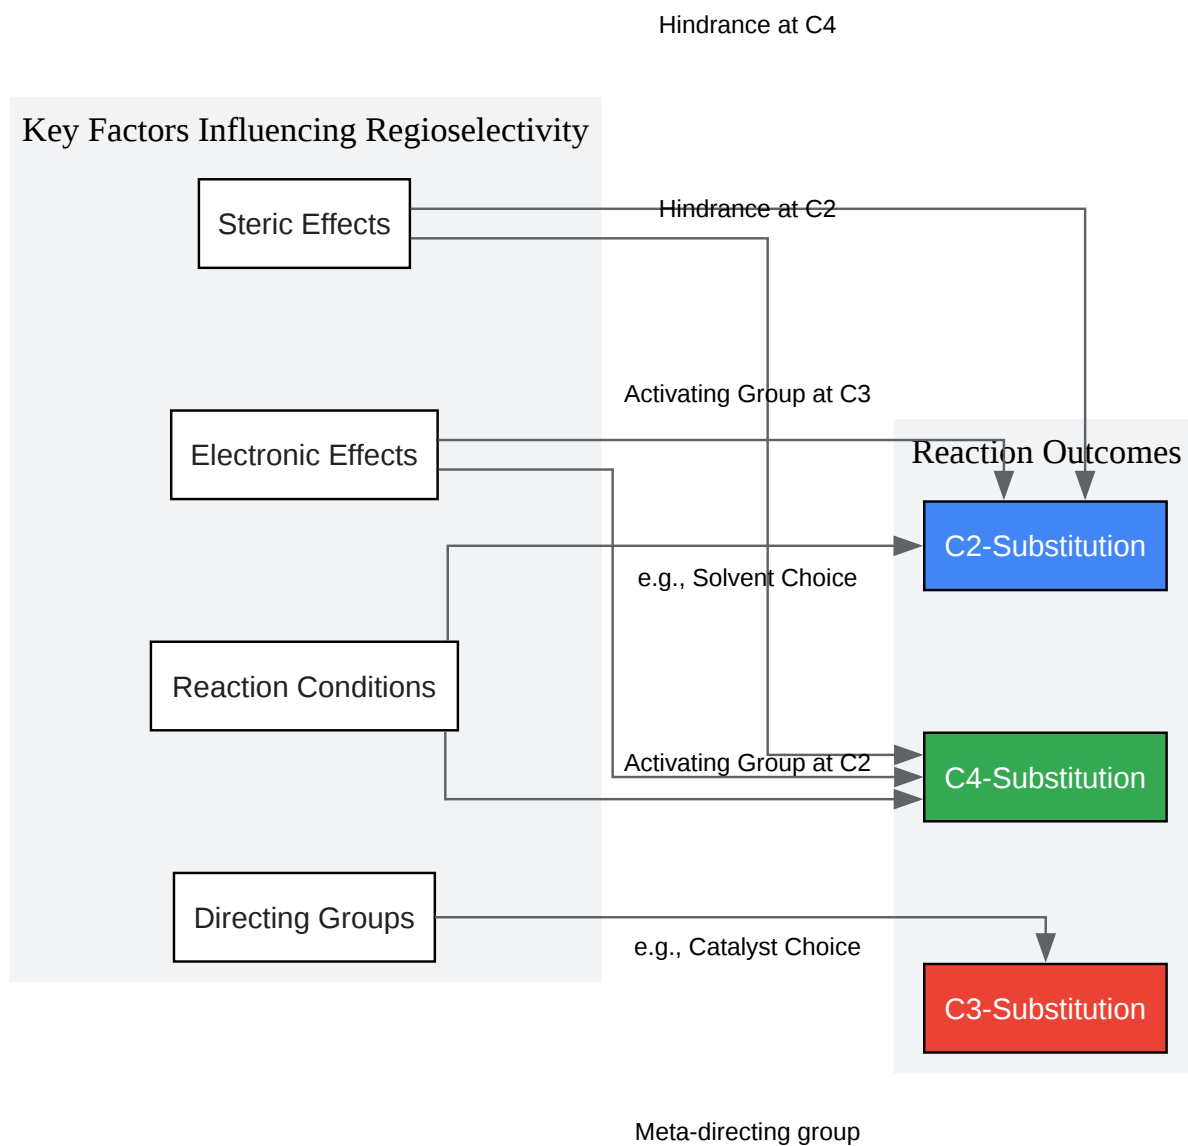 Hindrance at C4
Key Factors Influencing Regioselectivity
Steric Effects
Hindrance at C2
Activating Group at C3
Electronic Effects
Reaction Outcomes
C2-Substitution
e.g., Solvent Choice
Reaction Conditions
Activating Group at C2
C4-Substitution
Directing Groups
e.g., Catalyst Choice
C3-Substitution
Meta-directing group